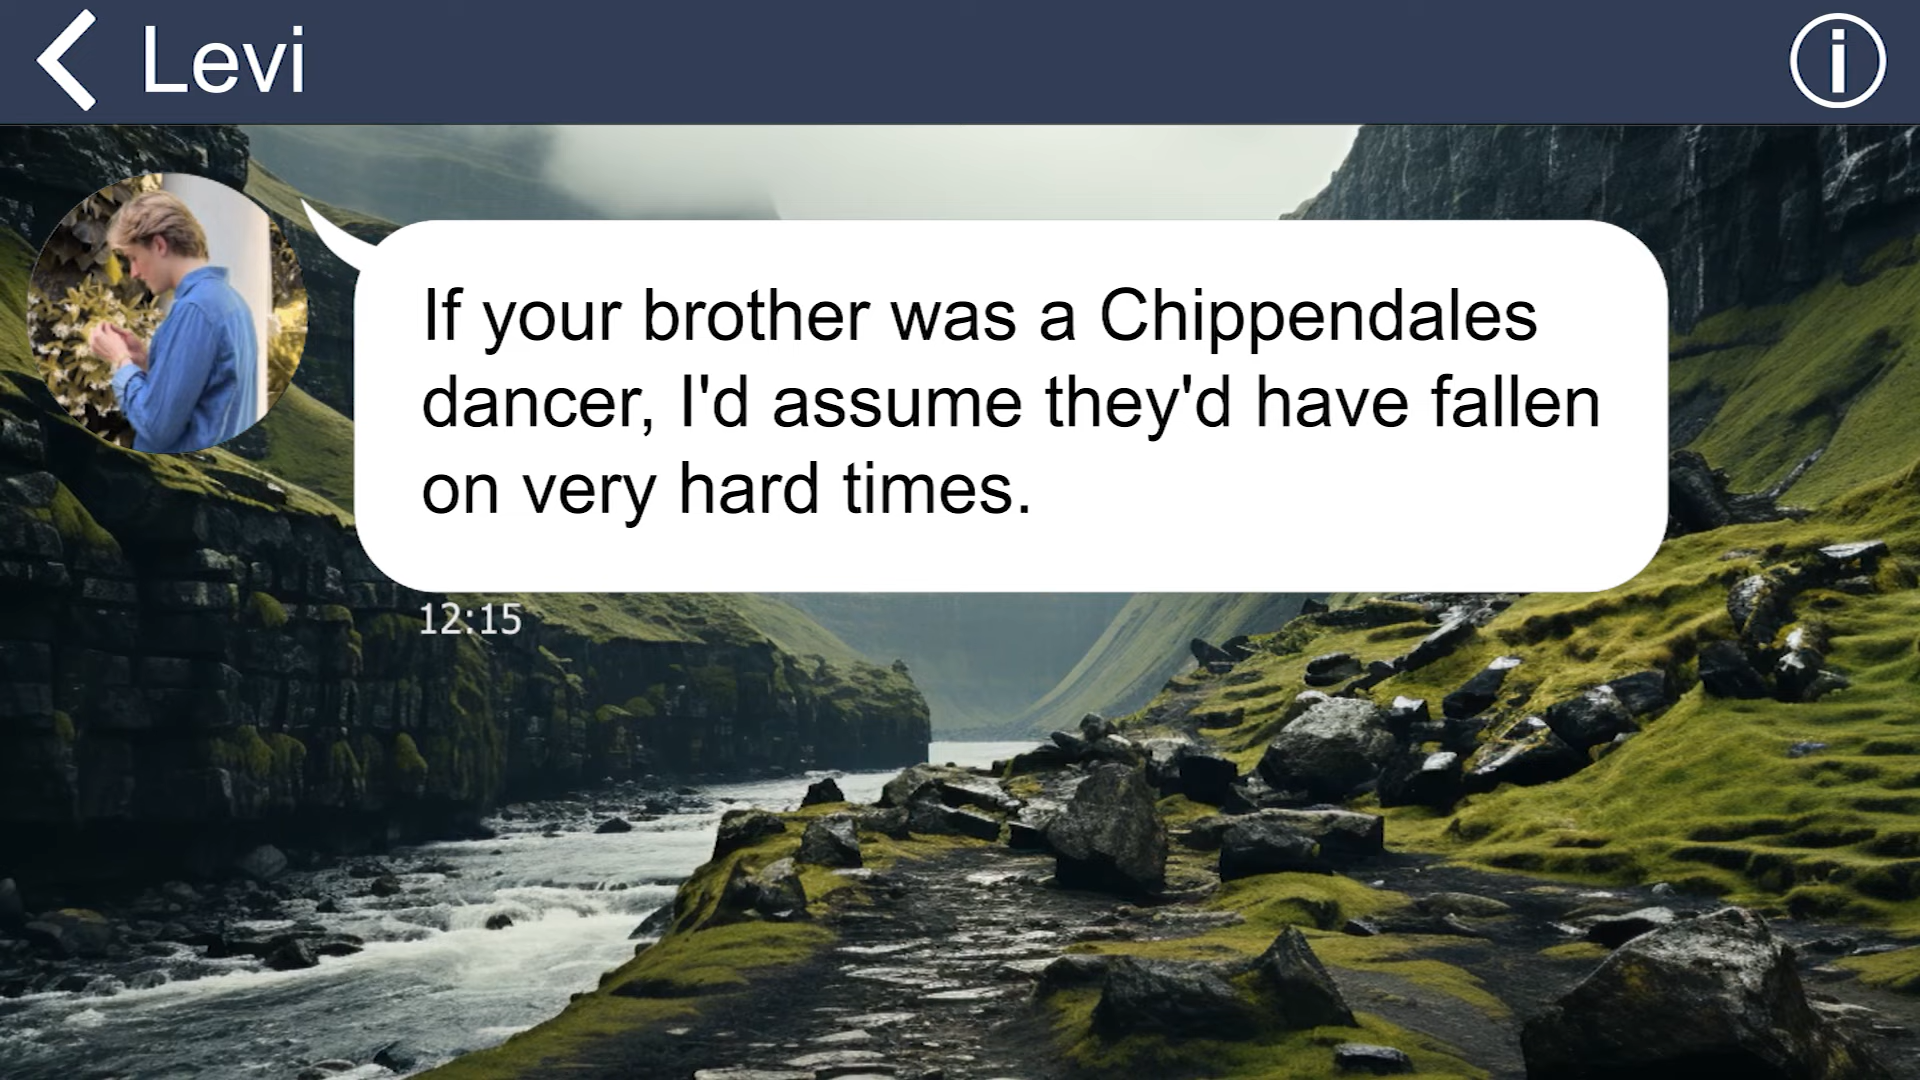 Levi
If your brother was a Chippendales
dancer, I'd assume they'd have fallen
on very hard times.
12:15